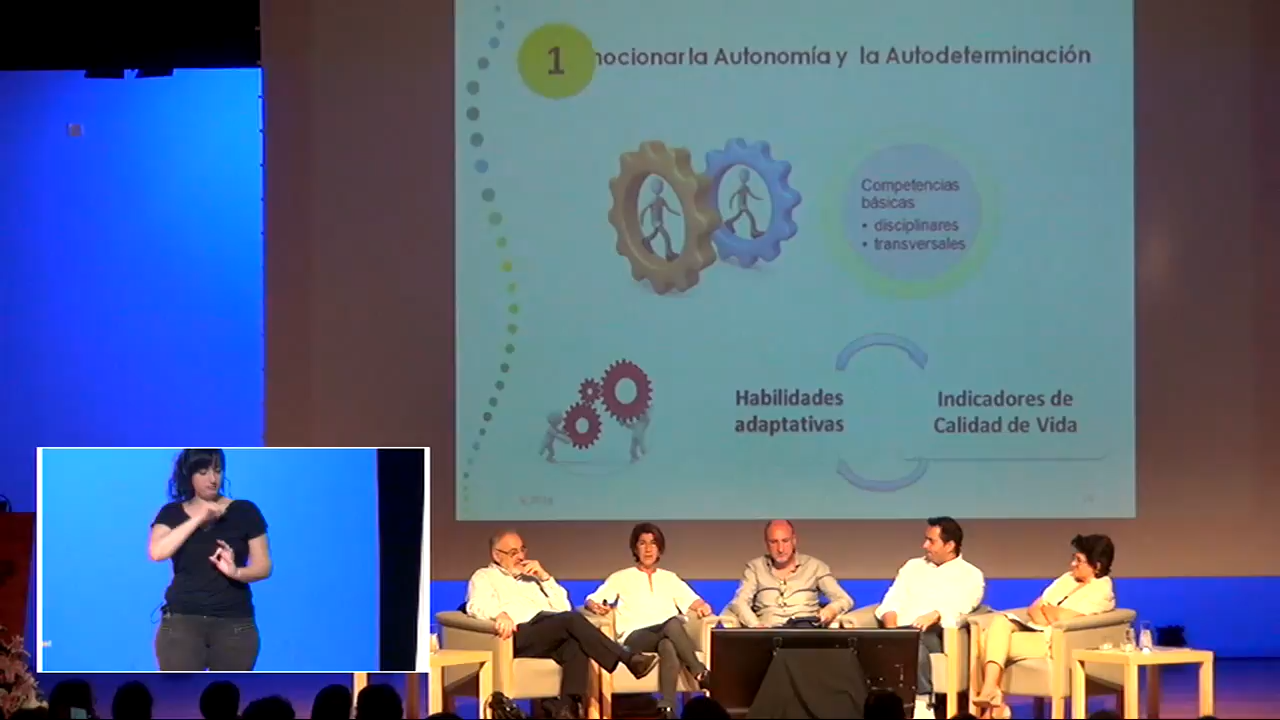 1
mocionar la Autonomía y la Autodeterminación
Competencias
básicas
• disciplinares
• transversales
Habilidades
adaptativas
Indicadores de
Calidad de Vida